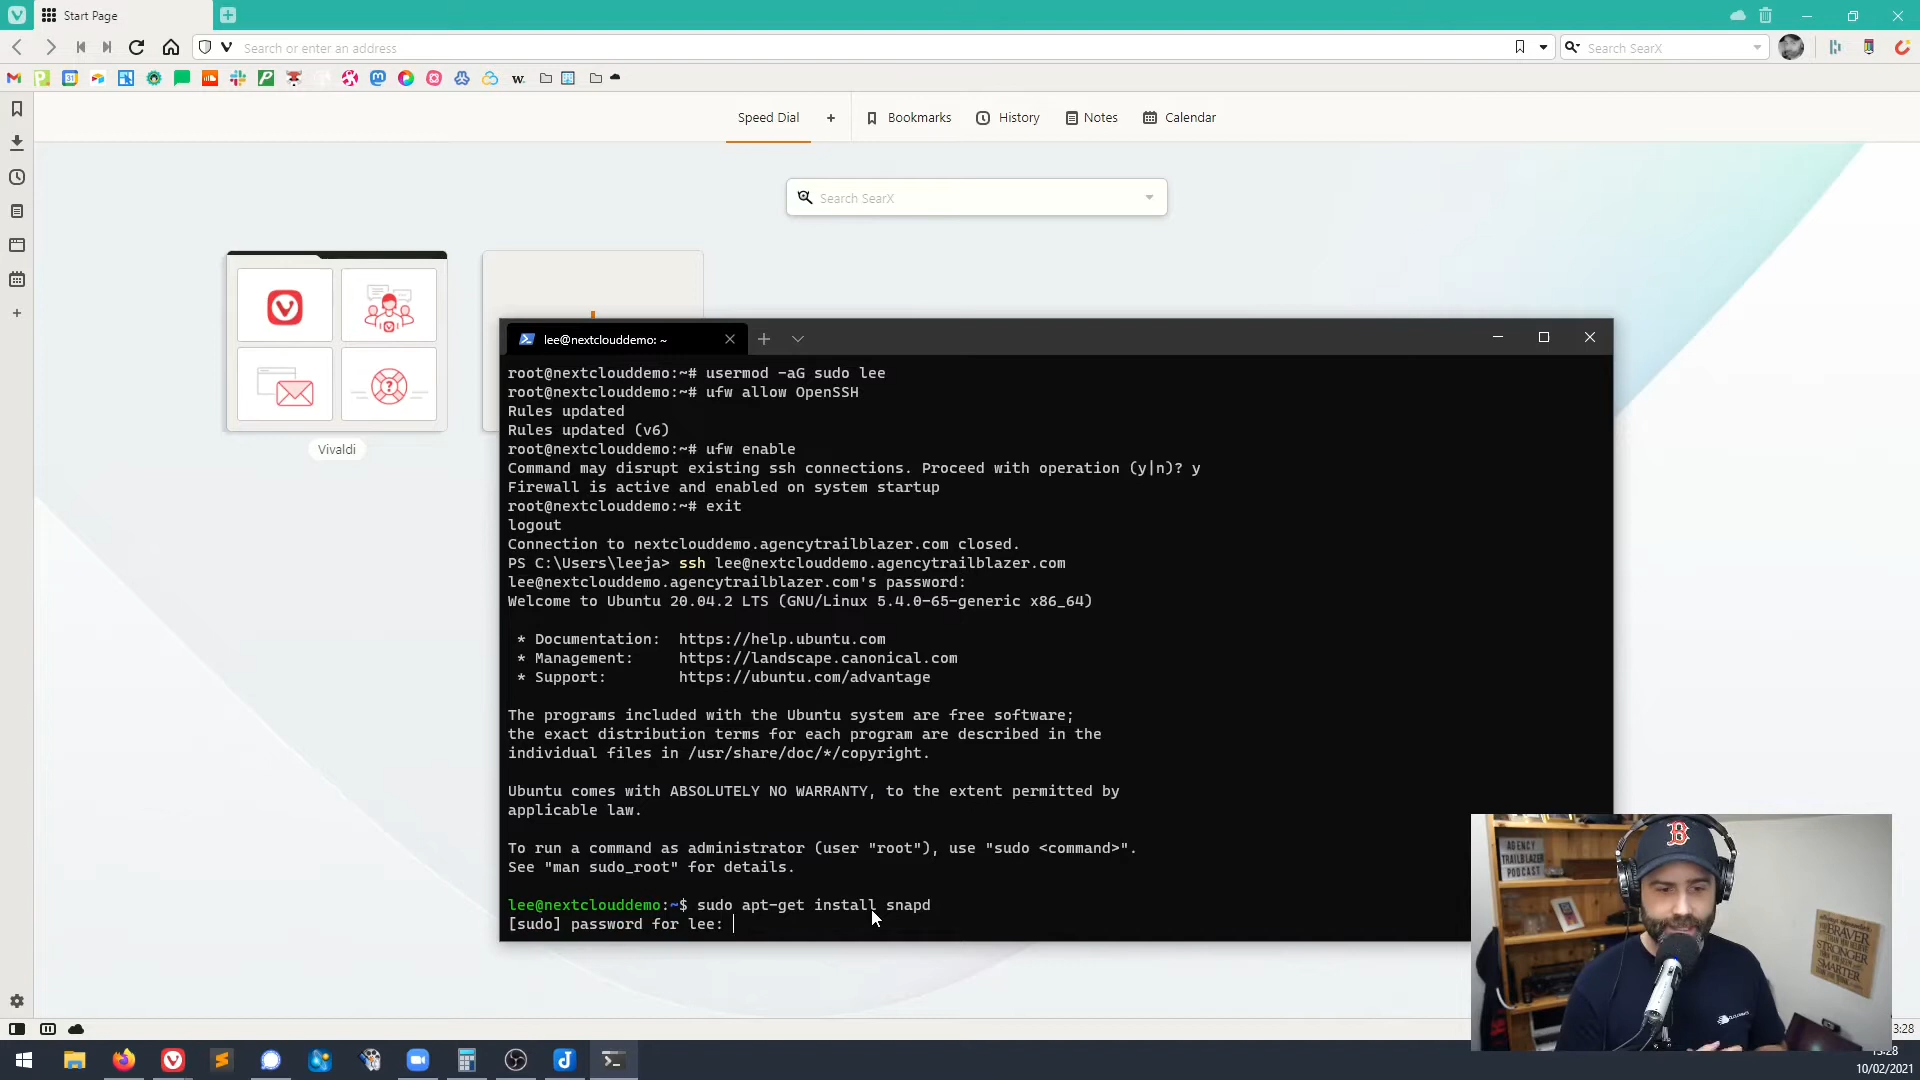 Start Page
Search or enter an address
Search SearX
Speed Dial
Bookmarks
History
Notes
Calendar
Search SearX
Vivaldi
lee@nextclouddemo: ~
root@nextclouddemo:~# usermod -aG sudo lee
root@nextclouddemo:~# ufw allow OpenSSH
Rules updated
Rules updated (v6)
root@nextclouddemo:~# ufw enable
Command may disrupt existing ssh connections. Proceed with operation (y|n)? y
Firewall is active and enabled on system startup
root@nextclouddemo:~# exit
logout
Connection to nextclouddemo.agencytrailblazer.com closed.
PS C:\Users\leeja> ssh lee@nextclouddemo.agencytrailblazer.com
lee@nextclouddemo.agencytrailblazer.com's password:
Welcome to Ubuntu 20.04.2 LTS (GNU/Linux 5.4.0-65-generic x86_64)
* Documentation: https://help.ubuntu.com
* Management: https://landscape.canonical.com
* Support: https://ubuntu.com/advantage
The programs included with the Ubuntu system are free software;
the exact distribution terms for each program are described in the
individual files in /usr/share/doc/*/copyright.
Ubuntu comes with ABSOLUTELY NO WARRANTY, to the extent permitted by
applicable law.
To run a command as administrator (user "root"), use "sudo <command>".
See "man sudo_root" for details.
lee@nextclouddemo:~$ sudo apt-get install snapd
[sudo] password for lee:
AGENCY
TRAILBLAZER
PODCAST
B
BRAVER
STRONGER
SMARTER
3:28
13:28
10/02/2021